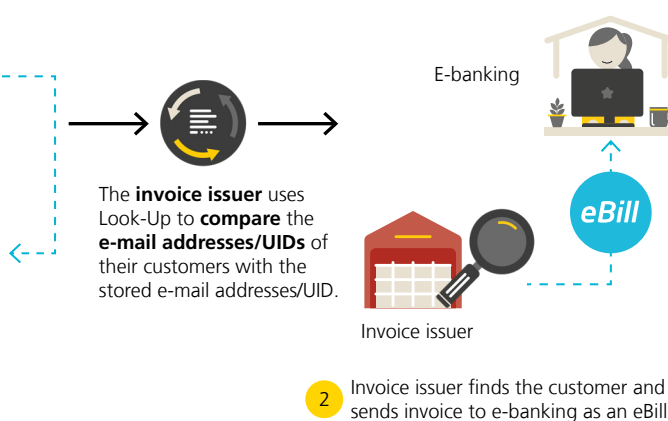 E-banking
The invoice issuer uses
Look-Up to compare the
e-mail addresses/UIDs of
their customers with the
stored e-mail addresses/UID.
eBill
Invoice issuer
2
Invoice issuer finds the customer and
sends invoice to e-banking as an eBill